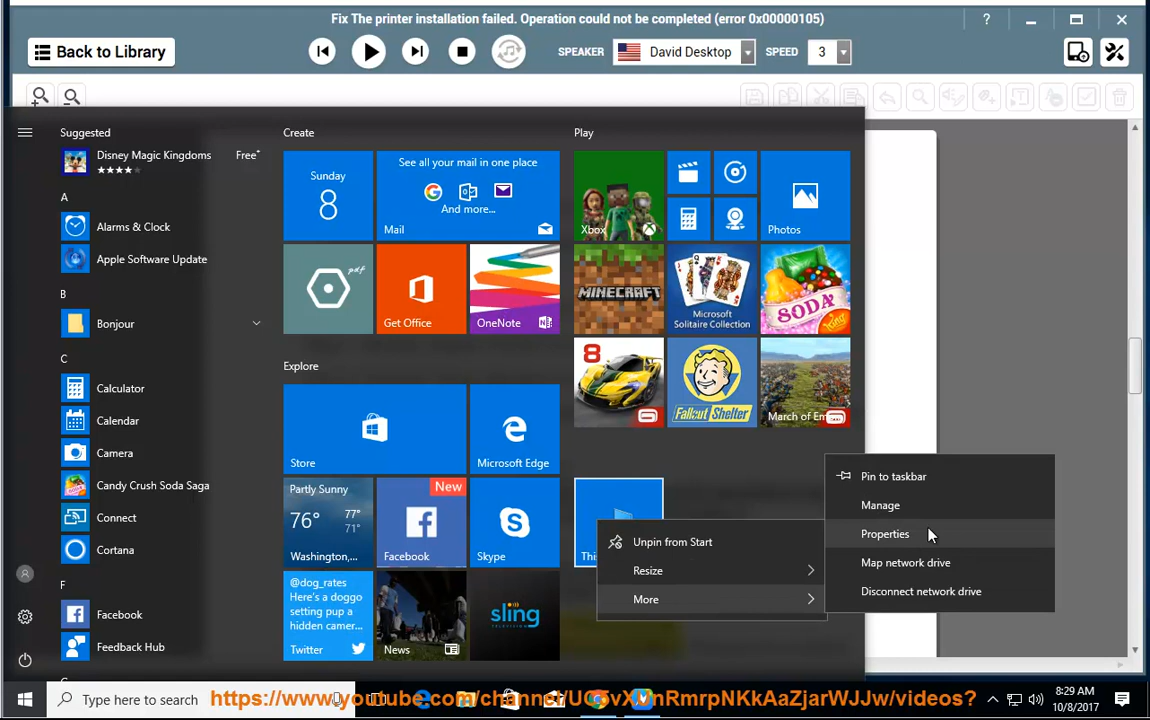 Fix The printer installation failed. Operation could not be completed (error 0x00000105)
?
Back to Library
SPEAKER
David Desktop
SPEED
3
Suggested
Disney Magic Kingdoms
Free*
A
Alarms & Clock
Apple Software Update
B
Bonjour
C
Calculator
Calendar
Camera
Candy Crush Soda Saga
Connect
Cortana
F
Facebook
Feedback Hub
Create
Sunday
8
See all your mail in one place
And more...
Mail
pdf
Get Office
OneNote
Explore
Store
Microsoft Edge
Partly Sunny
76°
77°
71°
Washington,...
New
Facebook
Skype
@dog_rates
Here's a doggo
setting pup a
hidden camer...
Twitter
News
sling
TELEVISION
Play
Xbox
Photos
MINECRAFT
Microsoft
Solitaire Collection
SODA
King
8
Fallout Shelter
March of Em
Unpin from Start
Resize
More
Pin to taskbar
Manage
Properties
Map network drive
Disconnect network drive
Type here to search
8:29 AM
10/8/2017